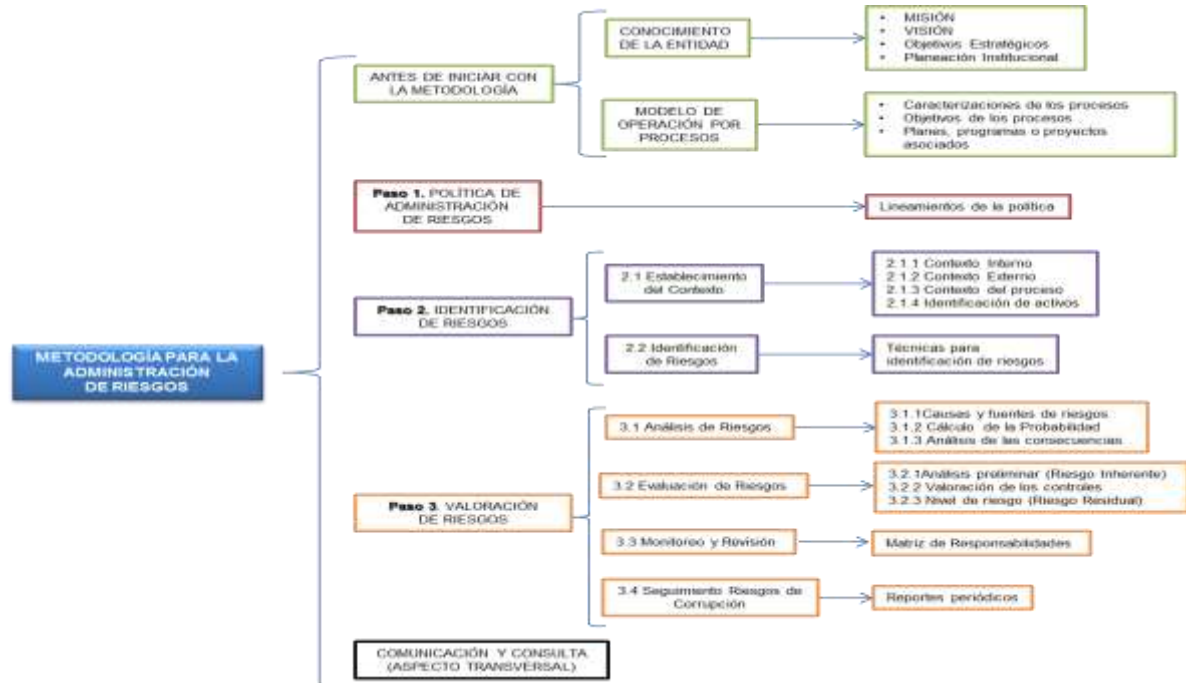 METODOLOGÍA PARA LA
ADMINISTRACIÓN
DE RIESGOS
ANTES DE INICIAR CON
LA METODOLOGÍA
CONOCIMIENTO
DE LA ENTIDAD
• MISIÓN
• VISIÓN
• Objetivos Estratégicos
• Planeación Institucional
MODELO DE
OPERACIÓN POR
PROCESOS
• Caracterizaciones de los procesos
• Objetivos de los procesos
• Planes, programas o proyectos
asociados
Paso 1. POLÍTICA DE
ADMINISTRACIÓN
DE RIESGOS
Lineamientos de la política
Paso 2. IDENTIFICACIÓN
DE RIESGOS
2.1 Establecimiento
del Contexto
2.1.1 Contexto Interno
2.1.2 Contexto Externo
2.1.3 Contexto del proceso
2.1.4 Identificación de activos
2.2 Identificación
de Riesgos
Técnicas para
identificación de riesgos
Paso 3. VALORACIÓN
DE RIESGOS
3.1 Análisis de Riesgos
3.1.1Causas y fuentes de riesgos
3.1.2 Cálculo de la Probabilidad
3.1.3 Análisis de las consecuencias
3.2 Evaluación de Riesgos
3.2.1Análisis preliminar (Riesgo Inherente)
3.2.2 Valoración de los controles
3.2.3 Nivel de riesgo (Riesgo Residual)
3.3 Monitoreo y Revisión
Matriz de Responsabilidades
3.4 Seguimiento Riesgos de
Corrupción
Reportes periódicos
COMUNICACIÓN Y CONSULTA
(ASPECTO TRANSVERSAL)